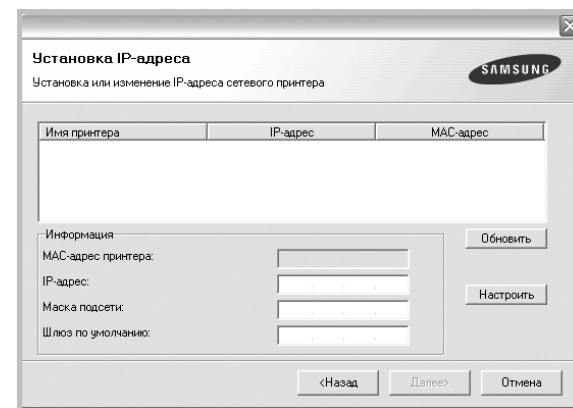 Установка IP-адреса
Установка или изменение IP-адреса сетевого принтера
SAMSUNG
Имя принтера IP-адрес MAC-адрес
Информация
MAC-адрес принтера:
IP-адрес:
Маска подсети:
Шлюз по умолчанию:
Обновить
Настроить
<Назад Далее> Отмена